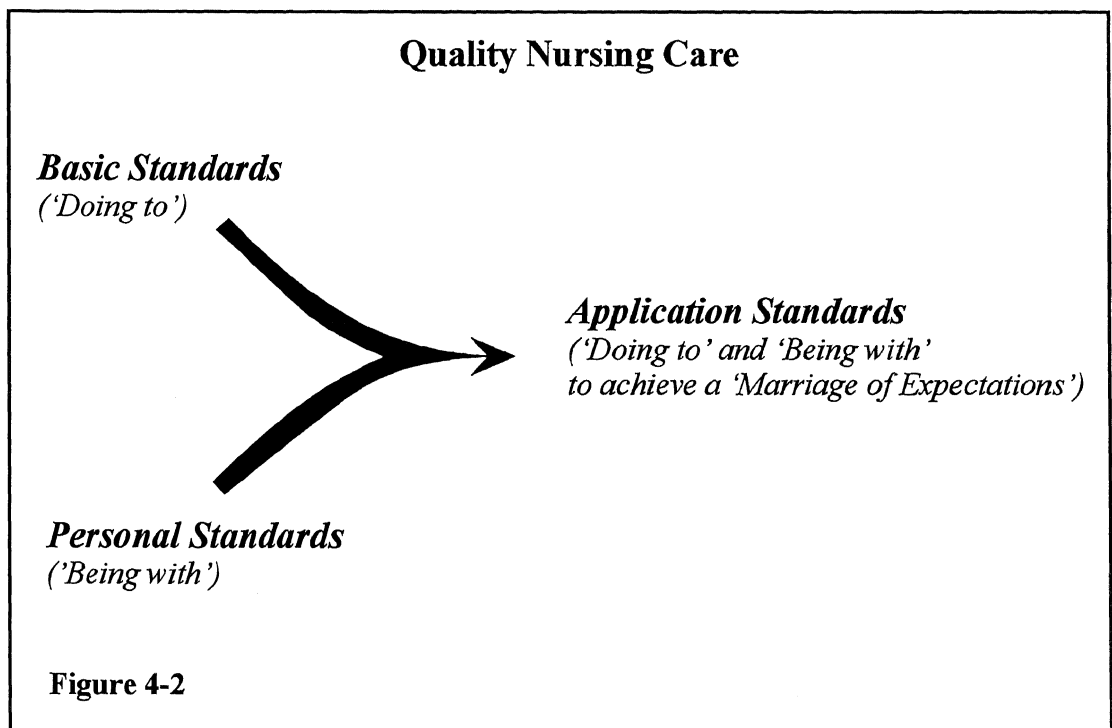 Quality Nursing Care
Basic Standards
(‘Doing to’)
Application Standards
(‘Doing to’ and ‘Being with’
to achieve a ‘Marriage of Expectations’)
Personal Standards
(’Being with’)
Figure 4-2